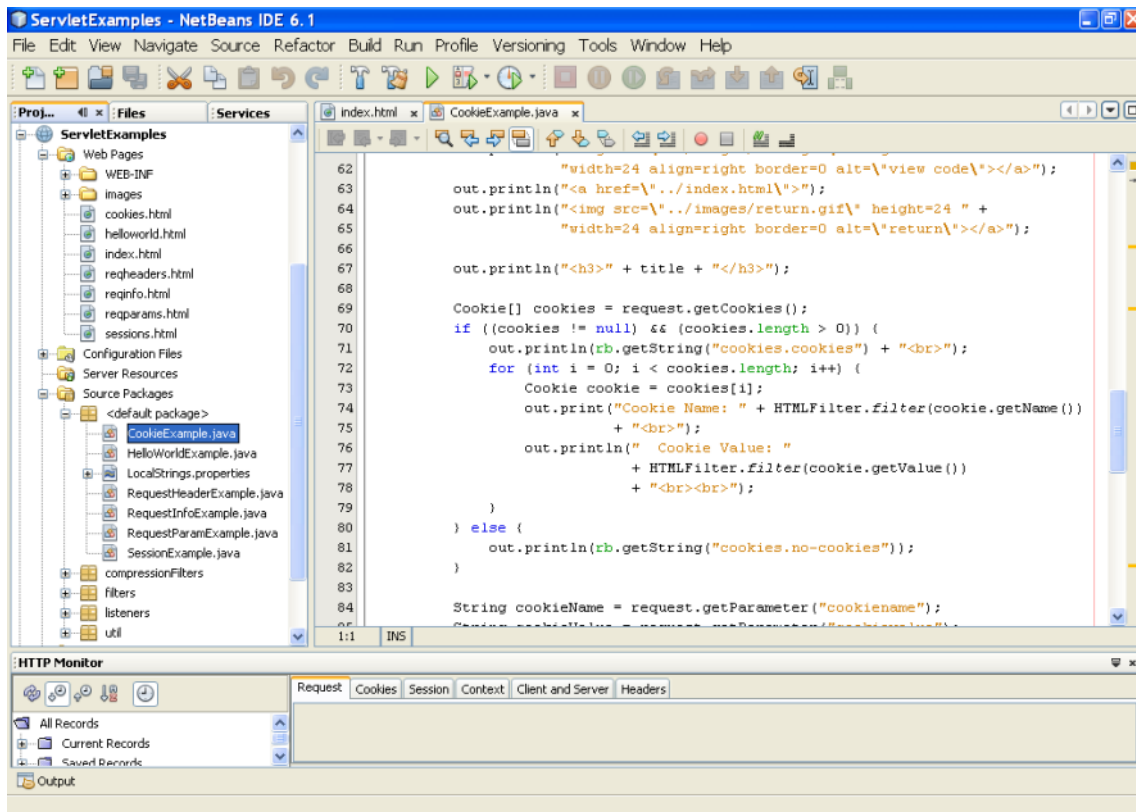 ServletExamples - NetBeans IDE 6.1
File Edit View Navigate Source Refactor Build Run Profile Versioning Tools Window Help
Proj... Files Services
ServletExamples
Web Pages
WEB-INF
images
cookies.html
helloworld.html
index.html
reqheaders.html
reqinfo.html
reqparams.html
sessions.html
Configuration Files
Server Resources
Source Packages
<default package>
CookieExample.java
HelloWorldExample.java
LocalStrings.properties
RequestHeaderExample.java
RequestInfoExample.java
RequestParamExample.java
SessionExample.java
compressionFilters
filters
listeners
util
index.html CookieExample.java
62 "width=24 align=right border=0 alt=\"view code\"></a>");
63 out.println("<a href=\"../index.html\">");
64 out.println("<img src=\"../images/return.gif\" height=24 " +
65 "width=24 align=right border=0 alt=\"return\"></a>");
66
67 out.println("<h3>" + title + "</h3>");
68
69 Cookie[] cookies = request.getCookies();
70 if ((cookies != null) && (cookies.length > 0)) {
71 out.println(rb.getString("cookies.cookies") + "<br>");
72 for (int i = 0; i < cookies.length; i++) {
73 Cookie cookie = cookies[i];
74 out.print("Cookie Name: " + HTMLFilter.filter(cookie.getName())
75 + "<br>");
76 out.println("  Cookie Value: "
77 + HTMLFilter.filter(cookie.getValue())
78 + "<br><br>");
79 }
80 } else {
81 out.println(rb.getString("cookies.no-cookies"));
82 }
83
84 String cookieName = request.getParameter("cookiename");
1:1 INS
HTTP Monitor
All Records
Current Records
Saved Records
Request Cookies Session Context Client and Server Headers
Output